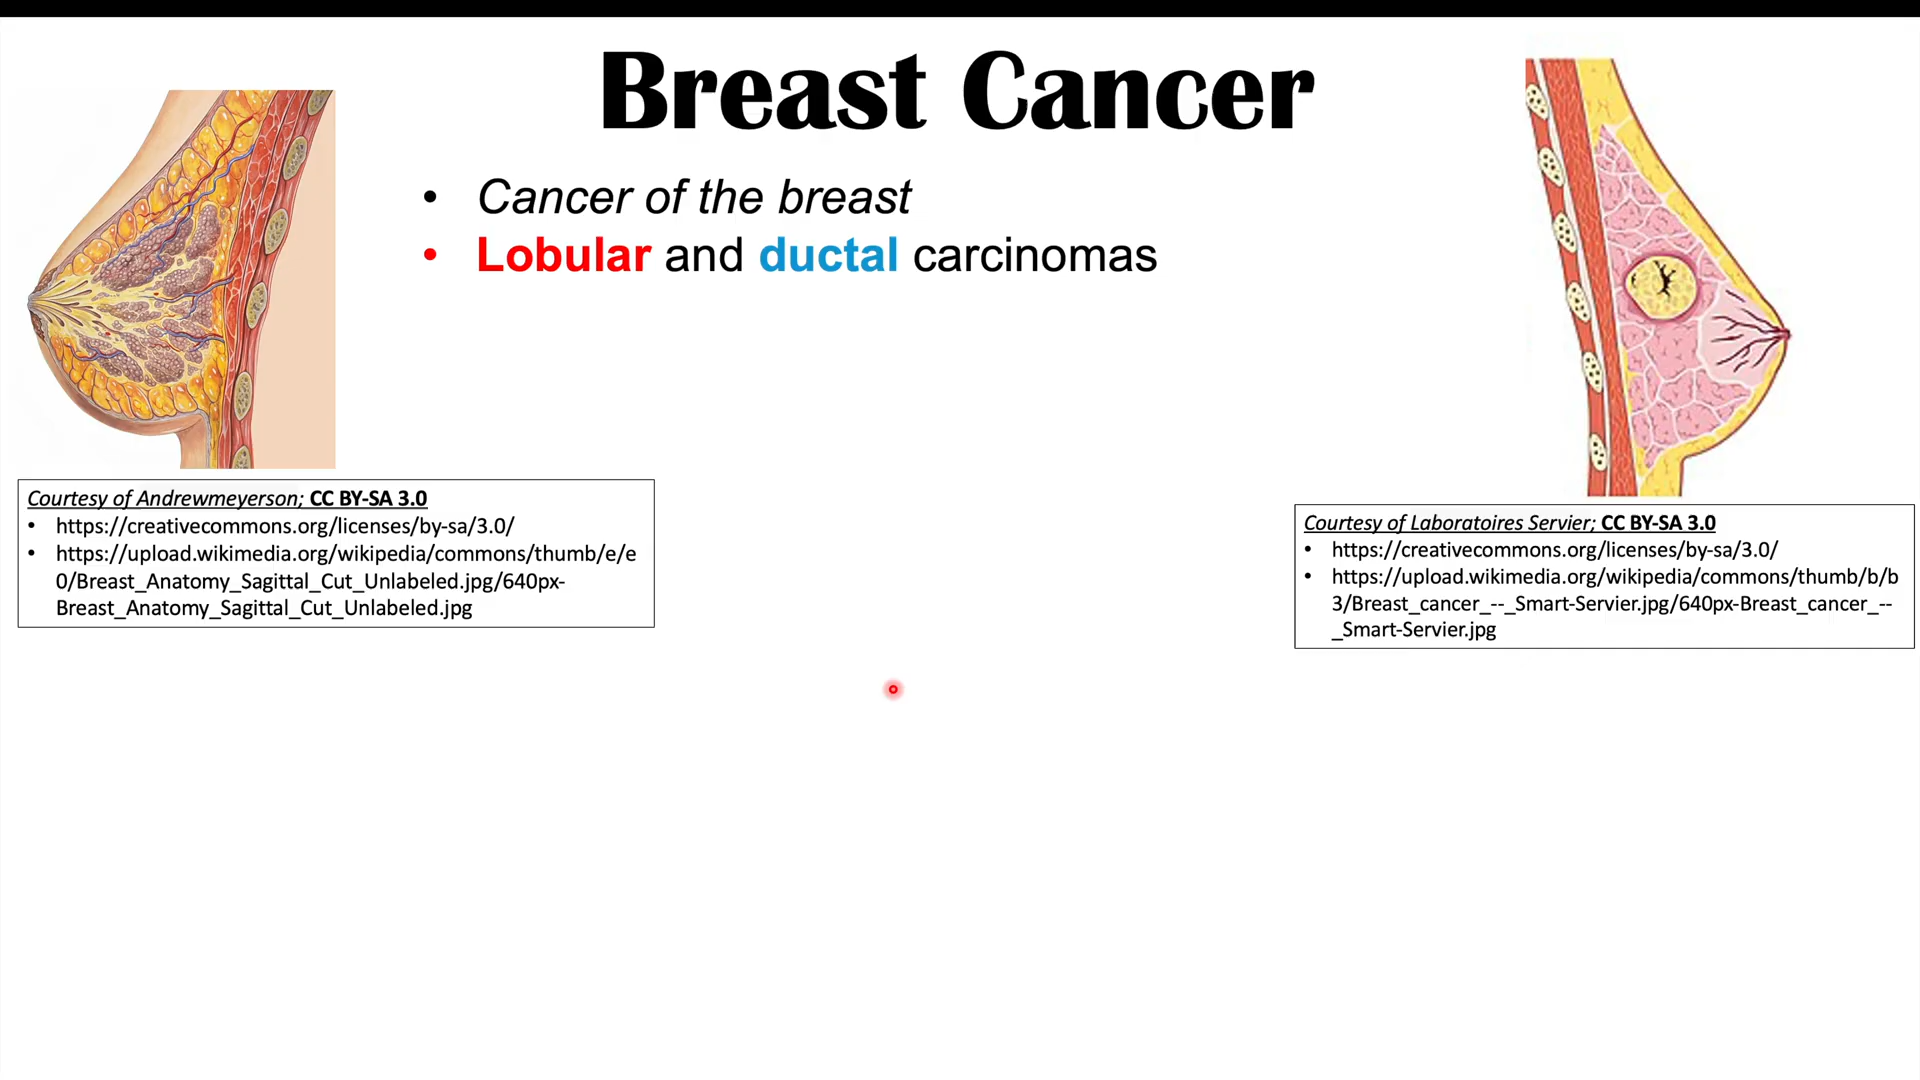 Breast Cancer
• Cancer of the breast
• Lobular and ductal carcinomas
Courtesy of Andrewmeyerson; CC BY-SA 3.0
• https://creativecommons.org/licenses/by-sa/3.0/
• https://upload.wikimedia.org/wikipedia/commons/thumb/e/e
0/Breast_Anatomy_Sagittal_Cut_Unlabeled.jpg/640px-
Breast_Anatomy_Sagittal_Cut_Unlabeled.jpg
Courtesy of Laboratoires Servier; CC BY-SA 3.0
• https://creativecommons.org/licenses/by-sa/3.0/
• https://upload.wikimedia.org/wikipedia/commons/thumb/b/b
3/Breast_cancer_--_Smart-Servier.jpg/640px-Breast_cancer_--
_Smart-Servier.jpg